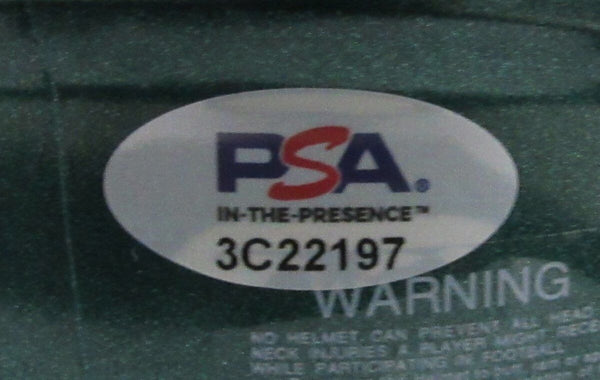 PSA®
IN-THE-PRESENCE™
3C22197
WARNING
NO HELMET CAN PREVENT ALL HEAD
NECK INJURIES A PLAYER MIGHT RECE
WHILE PARTICIPATING IN FOOTBALL